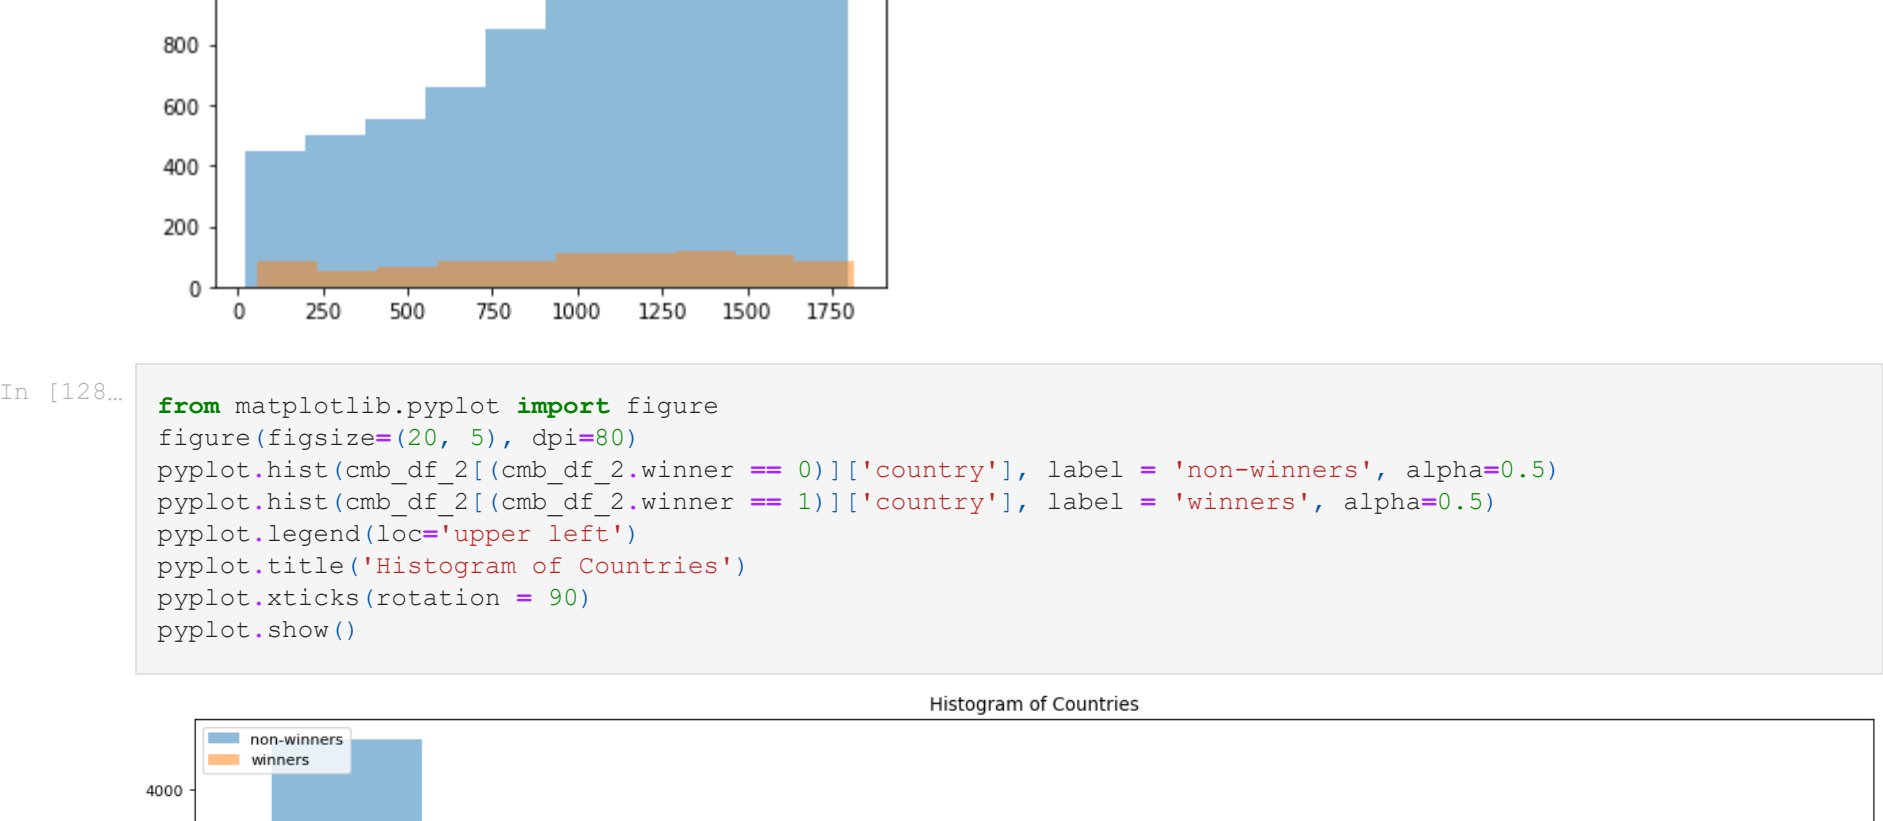 800
600
400
200
0
0 250 500 750 1000 1250 1500 1750
In [128…
from matplotlib.pyplot import figure
figure(figsize=(20, 5), dpi=80)
pyplot.hist(cmb_df_2[(cmb_df_2.winner == 0)]['country'], label = 'non-winners', alpha=0.5)
pyplot.hist(cmb_df_2[(cmb_df_2.winner == 1)]['country'], label = 'winners', alpha=0.5)
pyplot.legend(loc='upper left')
pyplot.title('Histogram of Countries')
pyplot.xticks(rotation = 90)
pyplot.show()
Histogram of Countries
non-winners
winners
4000